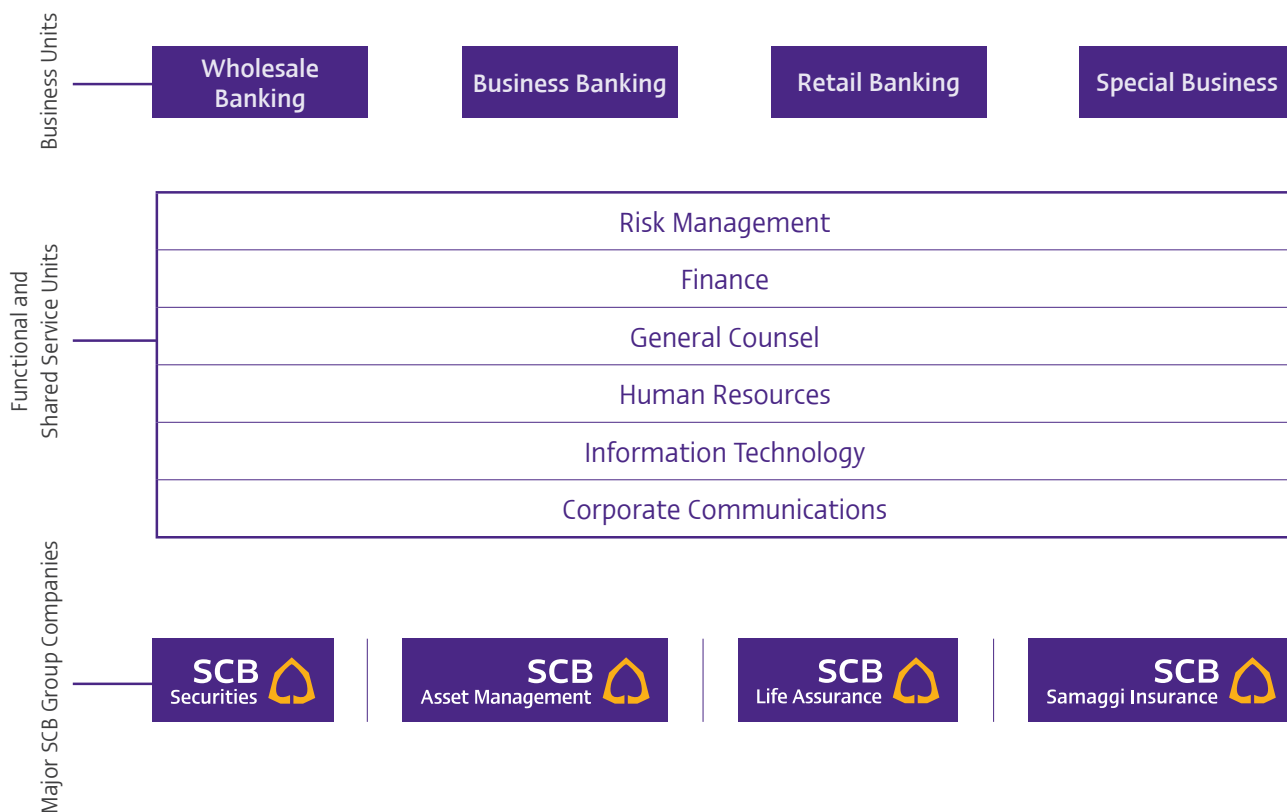 Business Units
Wholesale
Banking
Business Banking
Retail Banking
Special Business
Functional and
Shared Service Units
Risk Management
Finance
General Counsel
Human Resources
Information Technology
Corporate Communications
Major SCB Group Companies
SCB
Securities
SCB
Asset Management
SCB
Life Assurance
SCB
Samaggi Insurance